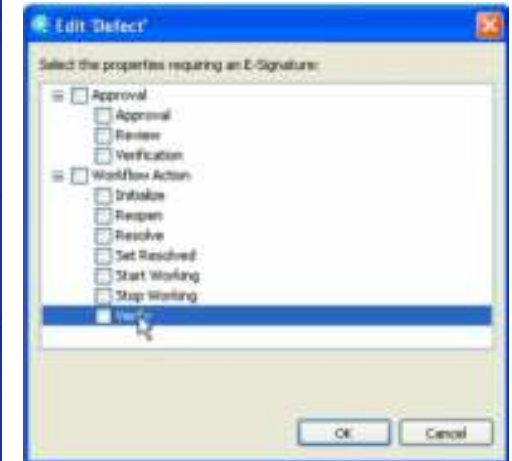 Edit 'Defect'
Select the properties requiring an E-Signature:
Approval
Approval
Review
Verification
Workflow Action
Initialize
Reopen
Resolve
Set Resolved
Start Working
Stop Working
Verify
OK
Cancel